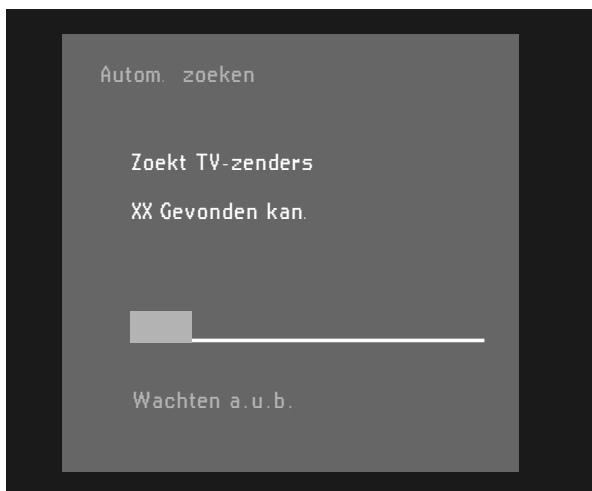 Autom. zoeken
Zoekt TV-zenders
XX Gevonden kan.
Wachten a.u.b.